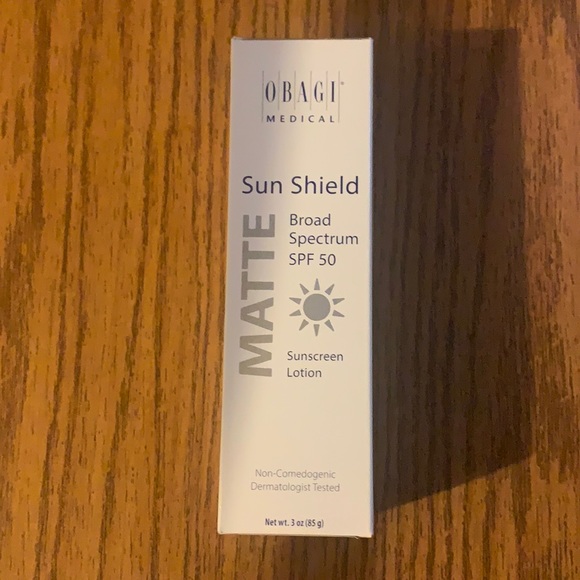 OBAGI®
MEDICAL
Sun Shield
MATTE
Broad
Spectrum
SPF 50
Sunscreen
Lotion
Non-Comedogenic
Dermatologist Tested
Net wt. 3 oz (85 g)